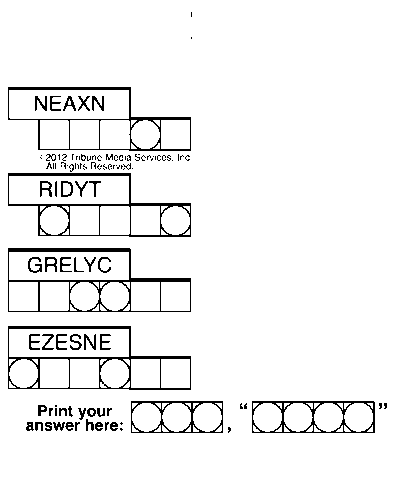 NEAXN
©2012 Tribune Media Services, Inc.
All Rights Reserved.
RIDYT
GRELYC
EZESNE
Print your
answer here: , “ ”